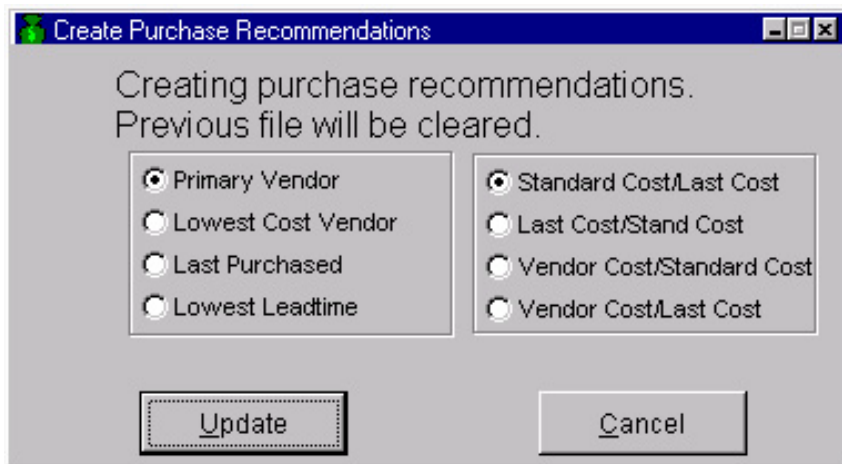 Create Purchase Recommendations
Creating purchase recommendations.
Previous file will be cleared.
Primary Vendor
Lowest Cost Vendor
Last Purchased
Lowest Leadtime
Standard Cost/Last Cost
Last Cost/Stand Cost
Vendor Cost/Standard Cost
Vendor Cost/Last Cost
Update
Cancel